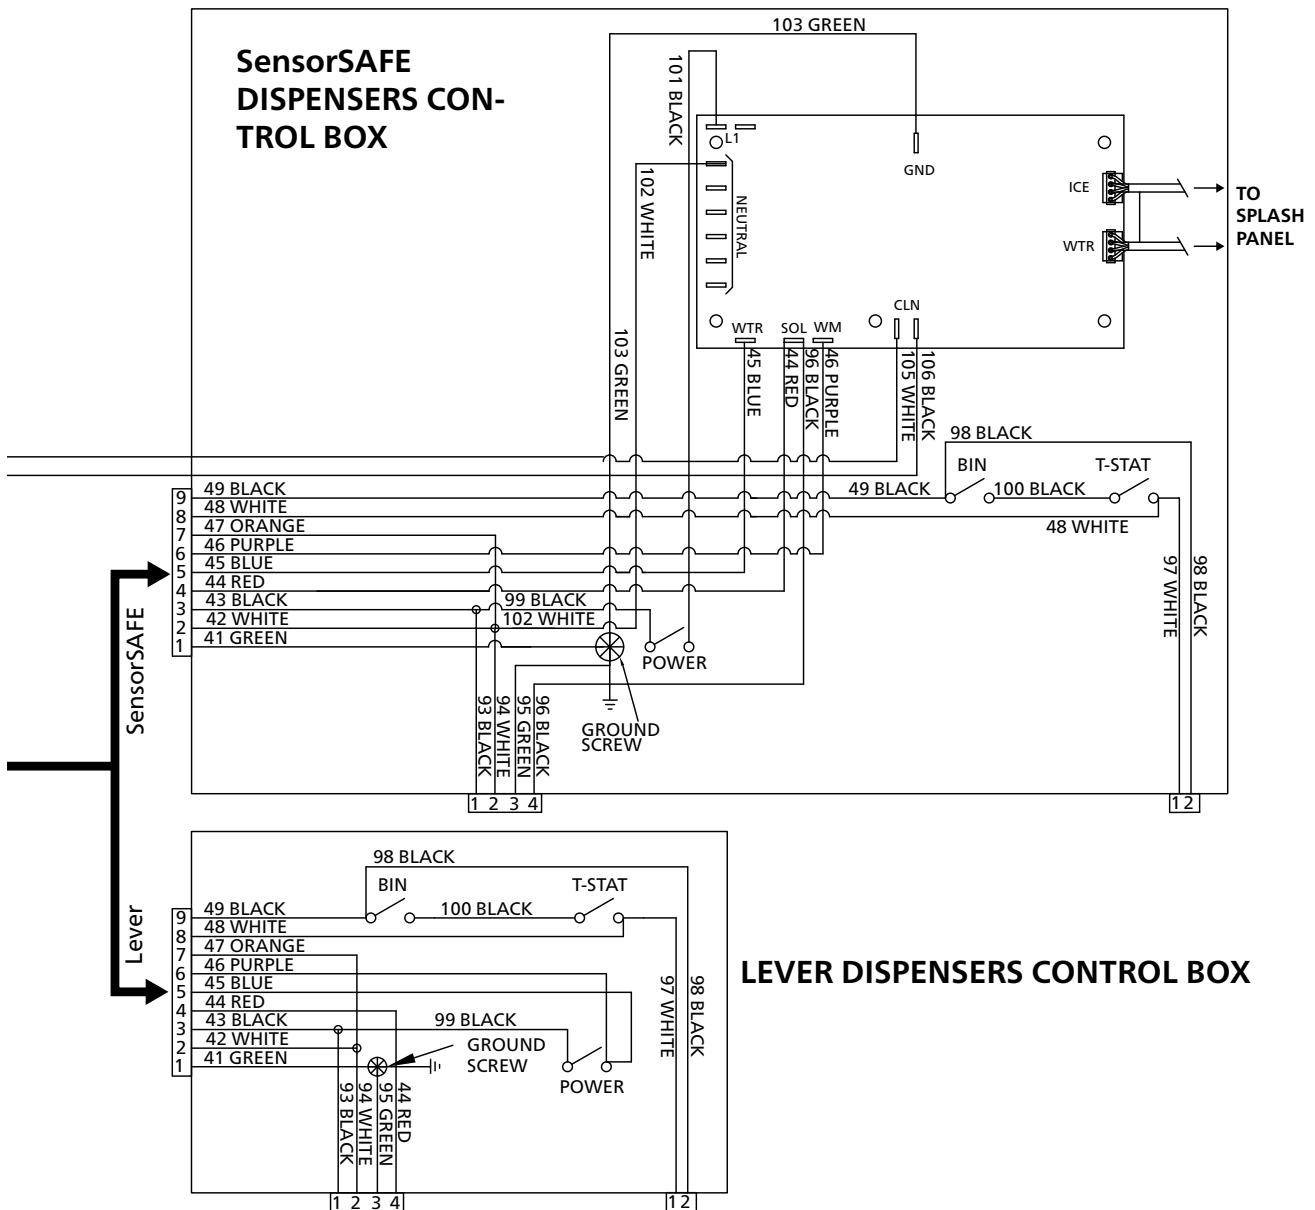 103 GREEN
SensorSAFE
DISPENSERS CON-
TROL BOX
101 BLACK
L1
GND
102 WHITE
NEUTRAL
ICE
WTR
TO
SPLASH
PANEL
CLN
WTR
SOL
WM
103 GREEN
45 BLUE
44 RED
96 BLACK
46 PURPLE
105 WHITE
106 BLACK
98 BLACK
BIN
T-STAT
49 BLACK
100 BLACK
48 WHITE
97 WHITE
98 BLACK
9 49 BLACK
8 48 WHITE
7 47 ORANGE
6 46 PURPLE
5 45 BLUE
4 44 RED
3 43 BLACK
2 42 WHITE
1 41 GREEN
99 BLACK
102 WHITE
POWER
SensorSAFE
93 BLACK
94 WHITE
95 GREEN
96 BLACK
GROUND
SCREW
1 2 3 4
1 2
98 BLACK
BIN
T-STAT
Lever
9 49 BLACK
8 48 WHITE
7 47 ORANGE
6 46 PURPLE
5 45 BLUE
4 44 RED
3 43 BLACK
2 42 WHITE
1 41 GREEN
100 BLACK
99 BLACK
GROUND
SCREW
POWER
97 WHITE
98 BLACK
LEVER DISPENSERS CONTROL BOX
93 BLACK
94 WHITE
95 GREEN
44 RED
1 2 3 4
1 2